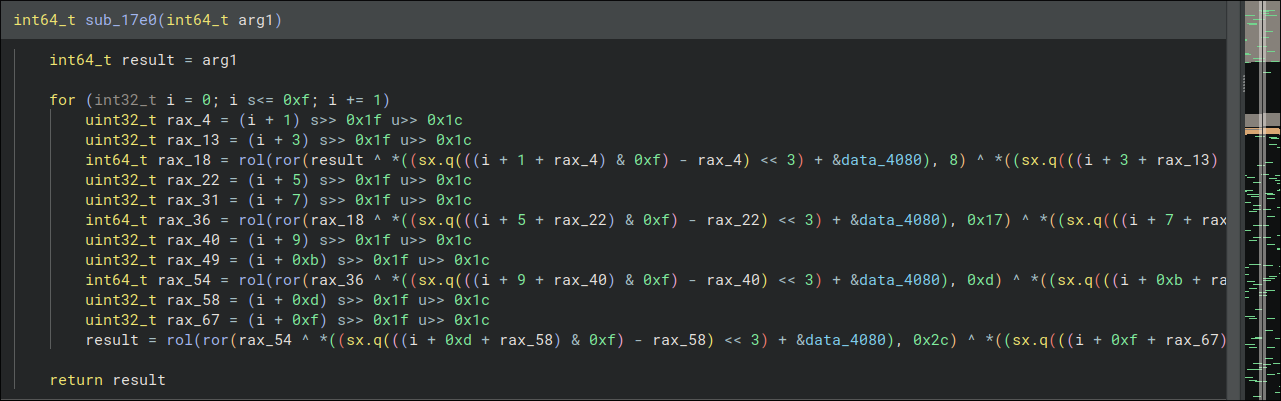 int64_t sub_17e0(int64_t arg1)
int64_t result = arg1
for (int32_t i = 0; i s<= 0xf; i += 1)
uint32_t rax_4 = (i + 1) s>> 0x1f u>> 0x1c
uint32_t rax_13 = (i + 3) s>> 0x1f u>> 0x1c
int64_t rax_18 = rol(ror(result ^ *((sx.q(((i + 1 + rax_4) & 0xf) - rax_4) << 3) + &data_4080), 8) ^ *((sx.q(((i + 3 + rax_13)
uint32_t rax_22 = (i + 5) s>> 0x1f u>> 0x1c
uint32_t rax_31 = (i + 7) s>> 0x1f u>> 0x1c
int64_t rax_36 = rol(ror(rax_18 ^ *((sx.q(((i + 5 + rax_22) & 0xf) - rax_22) << 3) + &data_4080), 0x17) ^ *((sx.q(((i + 7 + rax
uint32_t rax_40 = (i + 9) s>> 0x1f u>> 0x1c
uint32_t rax_49 = (i + 0xb) s>> 0x1f u>> 0x1c
int64_t rax_54 = rol(ror(rax_36 ^ *((sx.q(((i + 9 + rax_40) & 0xf) - rax_40) << 3) + &data_4080), 0xd) ^ *((sx.q(((i + 0xb + ra
uint32_t rax_58 = (i + 0xd) s>> 0x1f u>> 0x1c
uint32_t rax_67 = (i + 0xf) s>> 0x1f u>> 0x1c
result = rol(ror(rax_54 ^ *((sx.q(((i + 0xd + rax_58) & 0xf) - rax_58) << 3) + &data_4080), 0x2c) ^ *((sx.q(((i + 0xf + rax_67)
return result